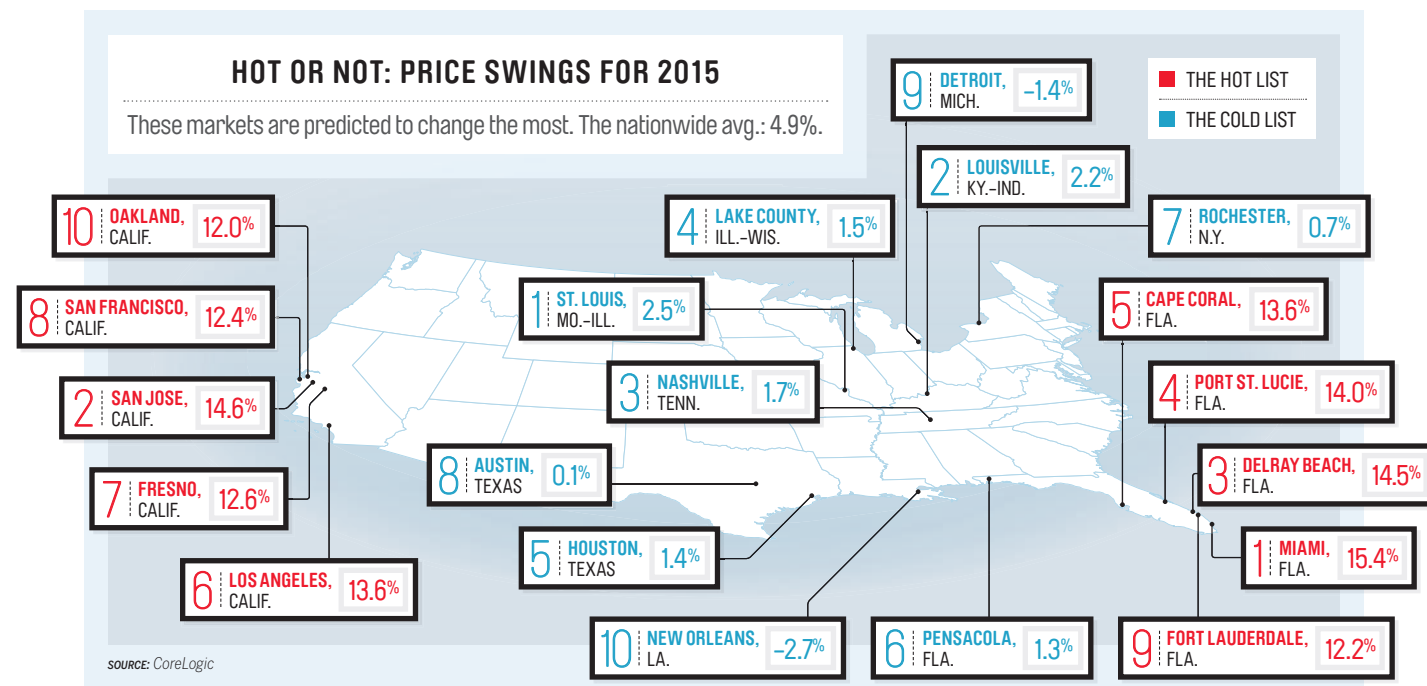 HOT OR NOT: PRICE SWINGS FOR 2015
These markets are predicted to change the most. The nationwide avg.: 4.9%.
THE HOT LIST
THE COLD LIST
9 DETROIT, MICH. –1.4%
2 LOUISVILLE, KY.–IND. 2.2%
10 OAKLAND, CALIF. 12.0%
4 LAKE COUNTY, ILL.–WIS. 1.5%
7 ROCHESTER, N.Y. 0.7%
8 SAN FRANCISCO, CALIF. 12.4%
1 ST. LOUIS, MO.–ILL. 2.5%
5 CAPE CORAL, FLA. 13.6%
2 SAN JOSE, CALIF. 14.6%
3 NASHVILLE, TENN. 1.7%
4 PORT ST. LUCIE, FLA. 14.0%
8 AUSTIN, TEXAS 0.1%
3 DELRAY BEACH, FLA. 14.5%
7 FRESNO, CALIF. 12.6%
5 HOUSTON, TEXAS 1.4%
1 MIAMI, FLA. 15.4%
6 LOS ANGELES, CALIF. 13.6%
10 NEW ORLEANS, LA. –2.7%
6 PENSACOLA, FLA. 1.3%
9 FORT LAUDERDALE, FLA. 12.2%
SOURCE: CoreLogic